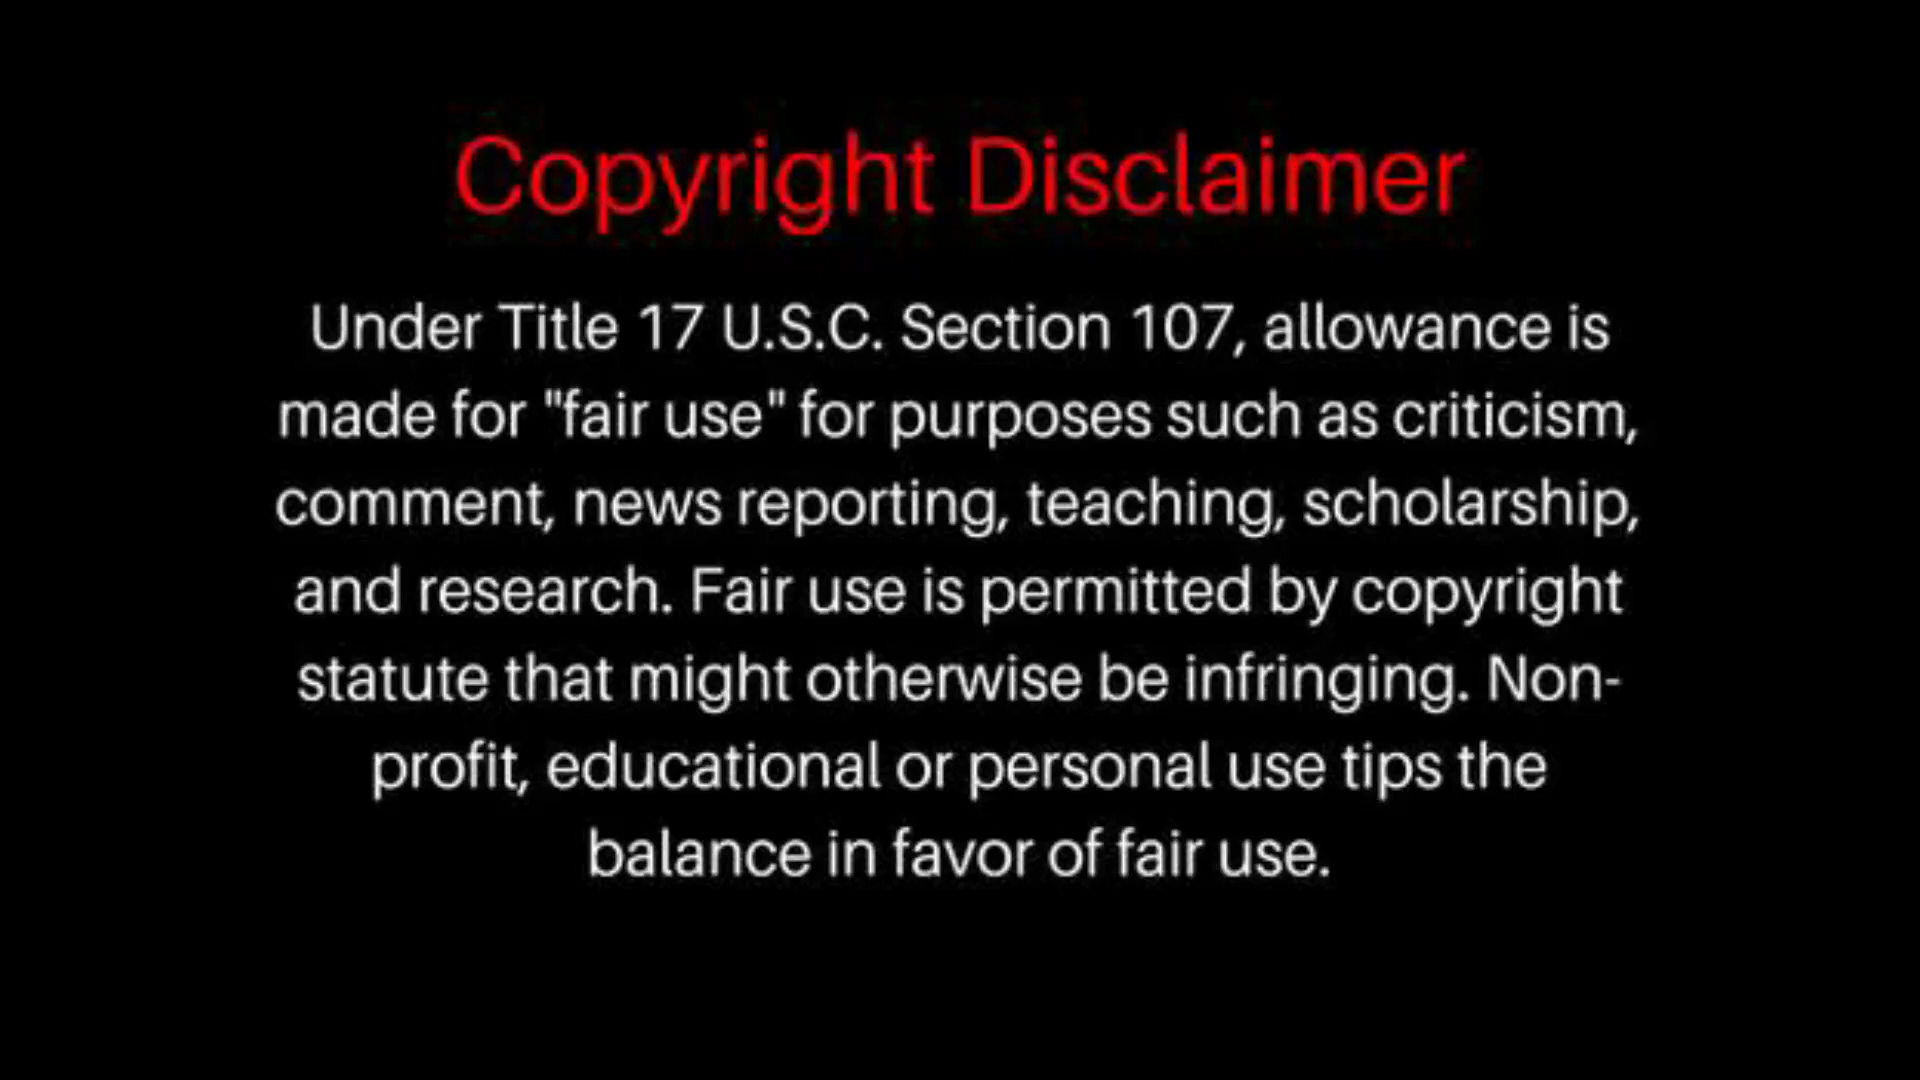 Copyright Disclaimer
Under Title 17 U.S.C. Section 107, allowance is
made for "fair use" for purposes such as criticism,
comment, news reporting, teaching, scholarship,
and research. Fair use is permitted by copyright
statute that might otherwise be infringing. Non-
profit, educational or personal use tips the
balance in favor of fair use.